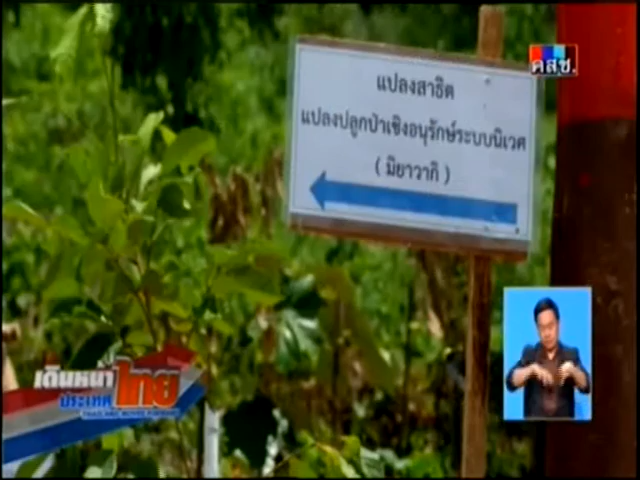 คสช.
แปลงสาธิต
แปลงปลูกป่าเชิงอนุรักษ์ระบบนิเวศ
( มิยาวากิ )
เดินหน้า
ประเทศไทย
THAILAND MOVES FORWARD